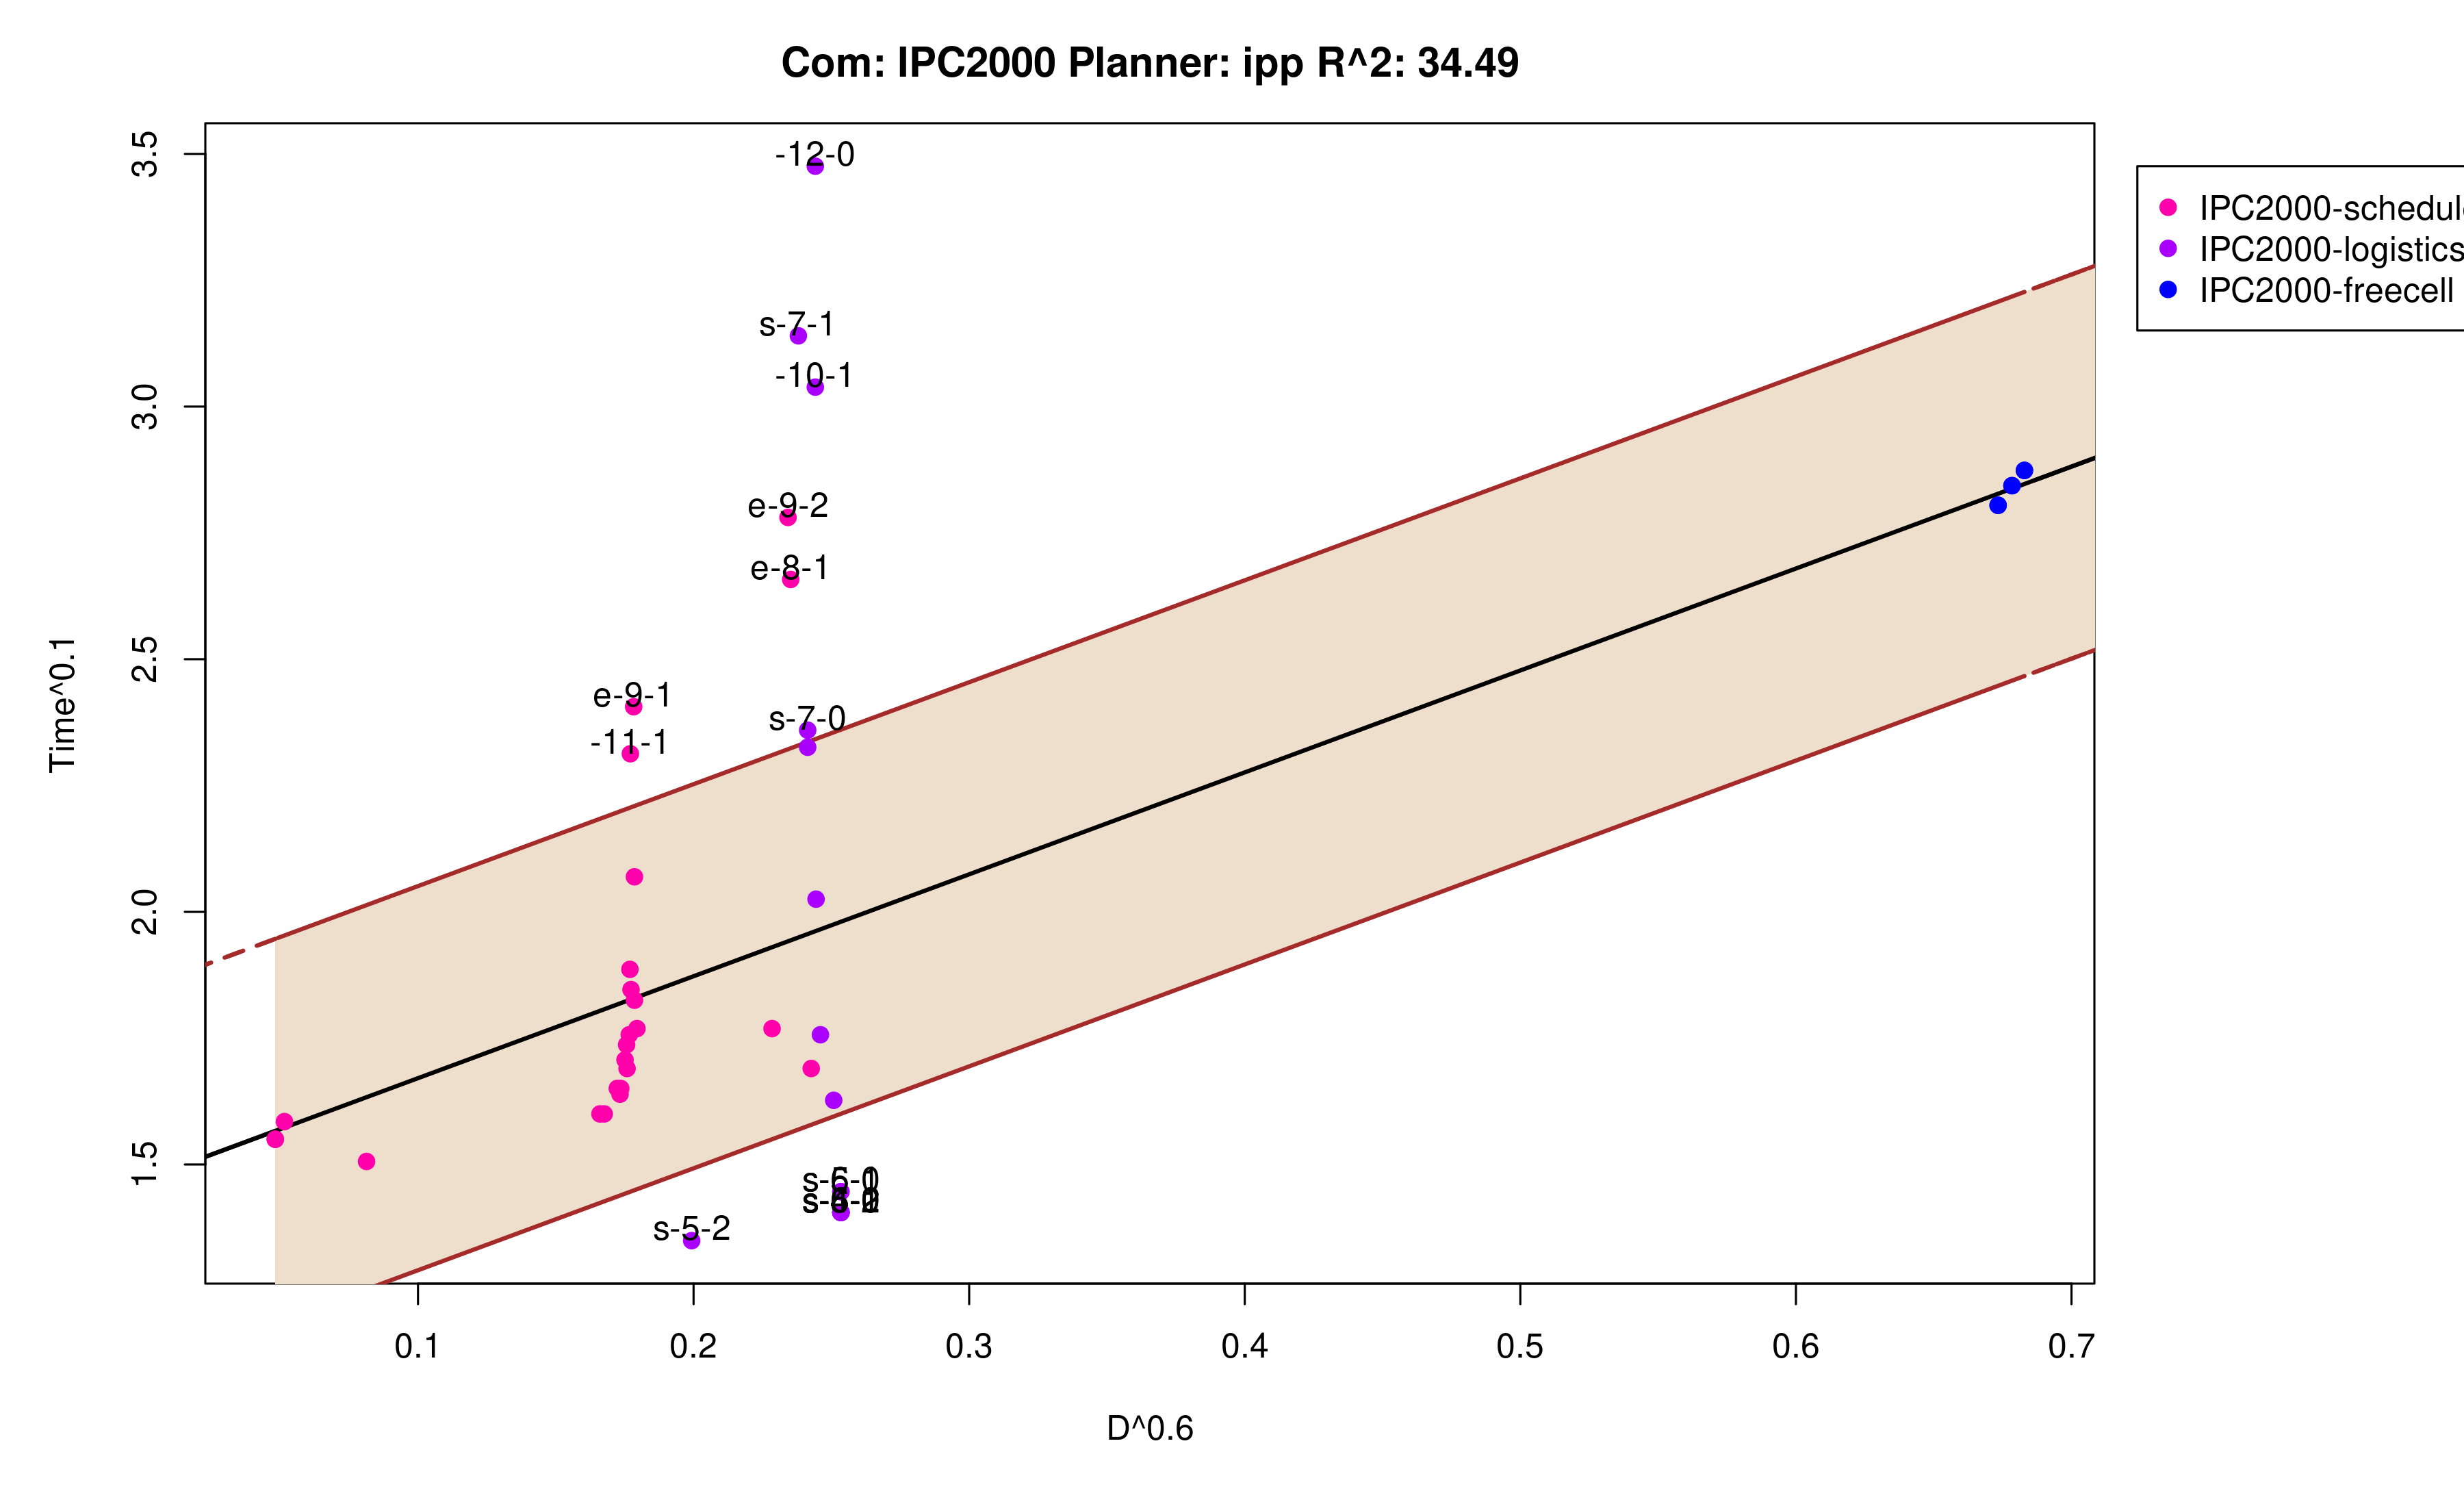 Com: IPC2000 Planner: ipp R^2: 34.49
3.5
3.0
2.5
2.0
1.5
Time^0.1
-12-0
s-7-1
-10-1
e-9-2
e-8-1
e-9-1
s-7-0
-11-1
s-5-2
0.1
0.2
0.3
0.4
0.5
0.6
0.7
D^0.6
IPC2000-schedul
IPC2000-logistics
IPC2000-freecell